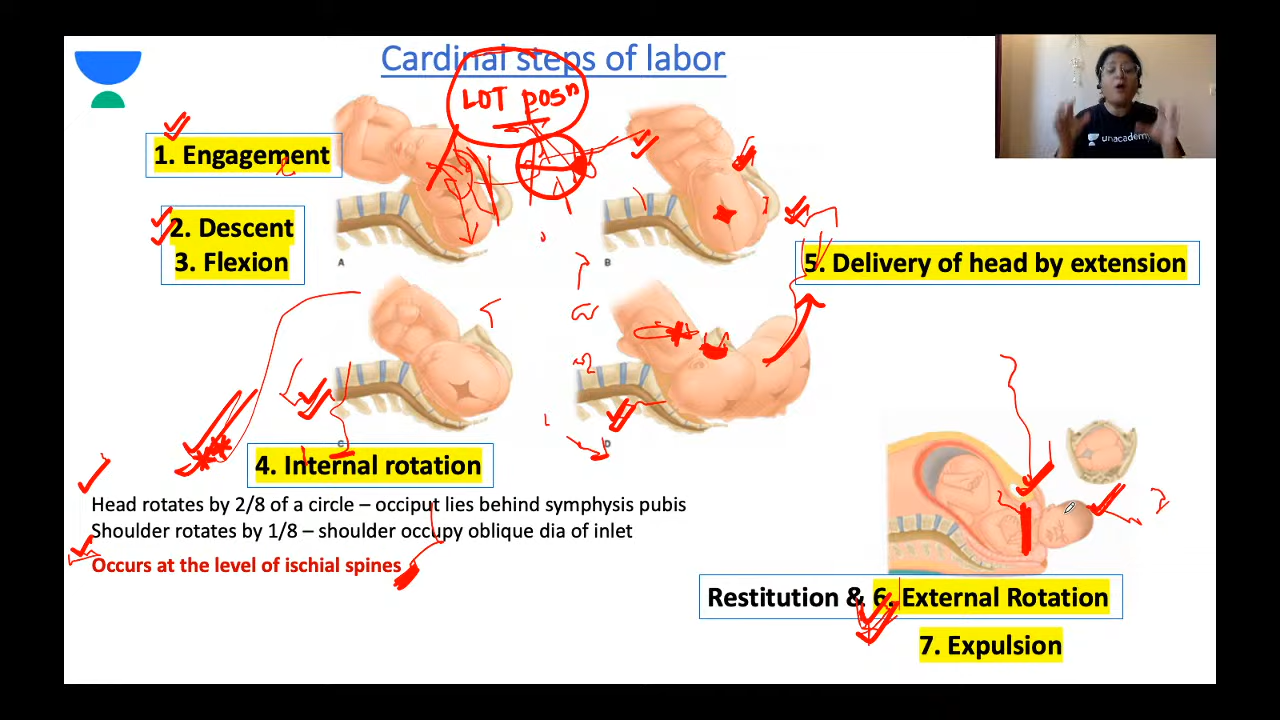 Cardinal steps of labor
LOT posn
1. Engagement
2. Descent
3. Flexion
A
B
5. Delivery of head by extension
C
D
4. Internal rotation
Head rotates by 2/8 of a circle – occiput lies behind symphysis pubis
Shoulder rotates by 1/8 – shoulder occupy oblique dia of inlet
Occurs at the level of ischial spines
Restitution & 6. External Rotation
7. Expulsion
unacademy